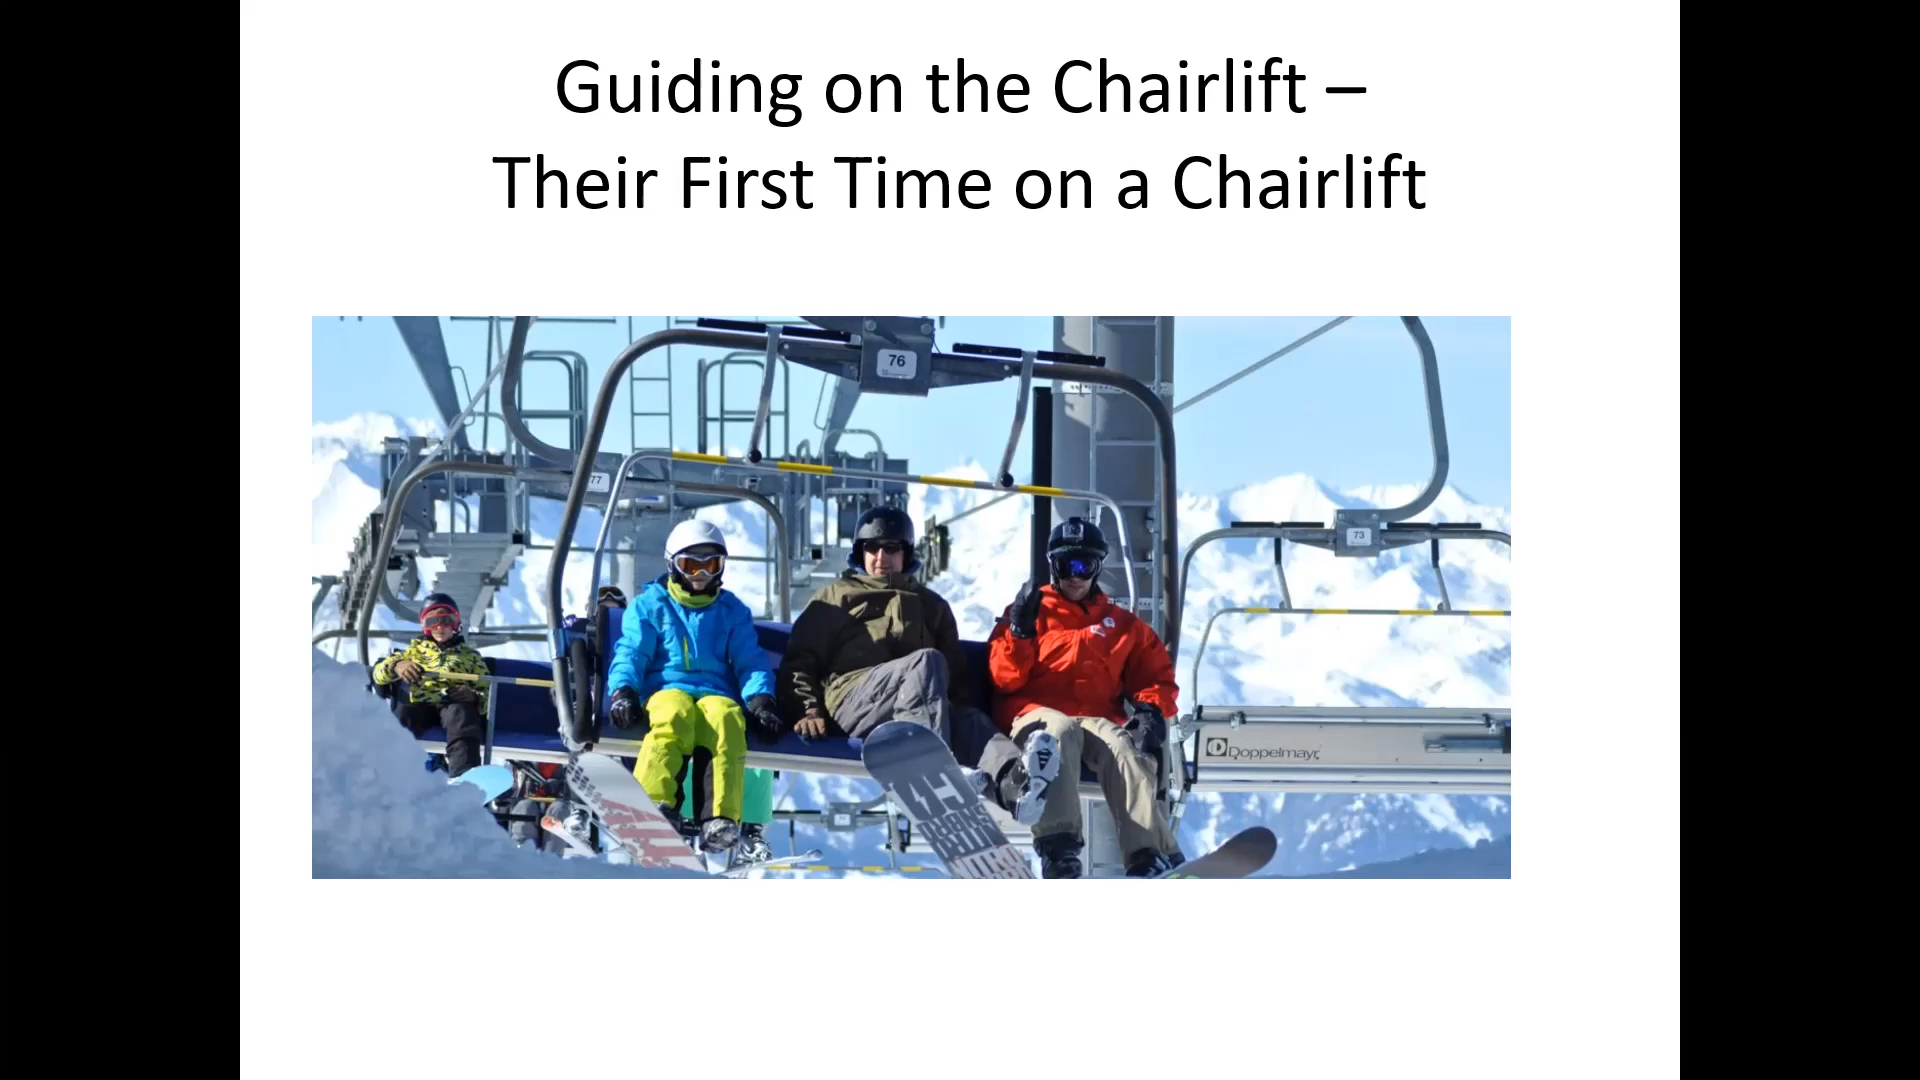 Guiding on the Chairlift –
Their First Time on a Chairlift
76
77
73
Doppelmayr